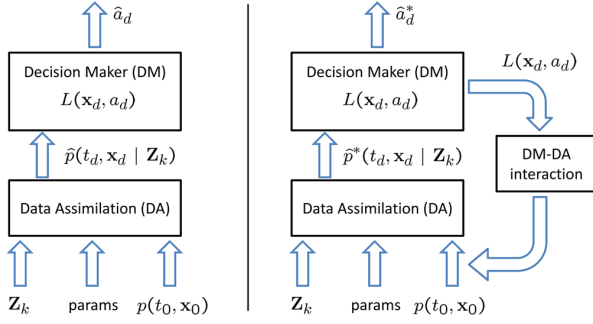 â_d
Decision Maker (DM)
L(x_d, a_d)
p̂(t_d, x_d | Z_k)
Data Assimilation (DA)
Z_k params p(t_0, x_0)
â_d^*
Decision Maker (DM)
L(x_d, a_d)
L(x_d, a_d)
p̂^*(t_d, x_d | Z_k)
DM-DA
interaction
Data Assimilation (DA)
Z_k params p(t_0, x_0)